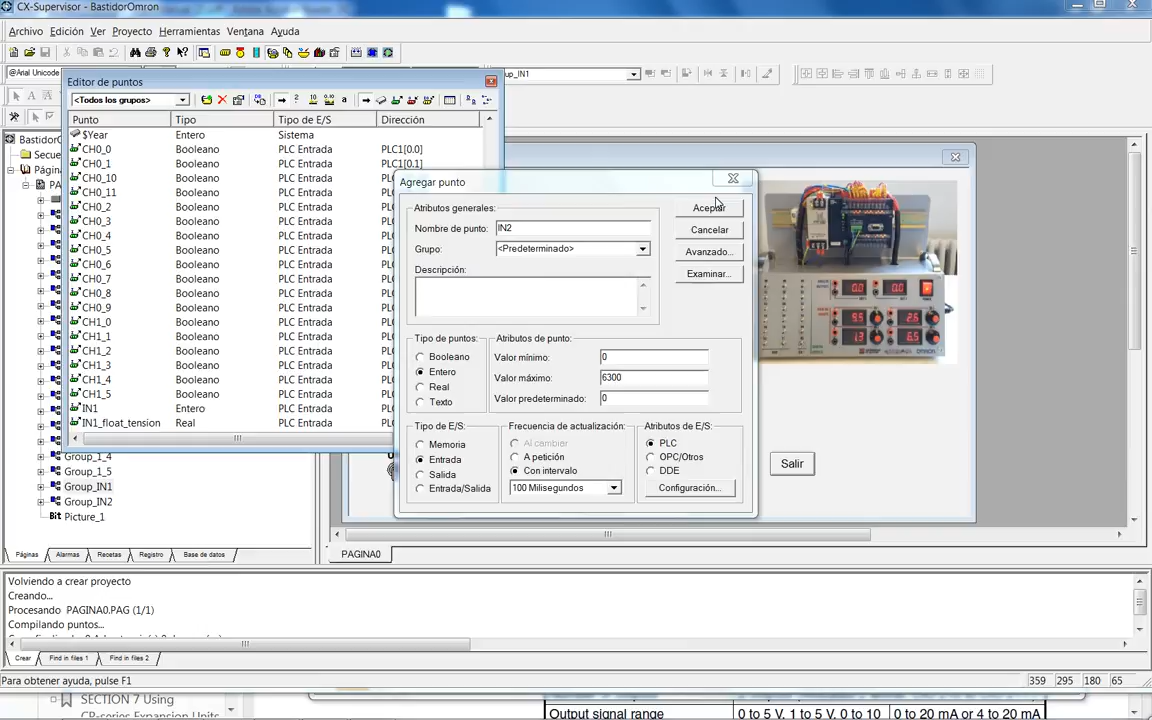 CX-Supervisor - BastidorOmron
Archivo Edición Ver Proyecto Herramientas Ventana Ayuda
@Arial Unicode
Group_IN1
Editor de puntos
<Todos los grupos>
Punto Tipo Tipo de E/S Dirección
$Year Entero Sistema
CH0_0 Booleano PLC Entrada PLC1[0.0]
CH0_1 Booleano PLC Entrada PLC1[0.1]
CH0_10 Booleano PLC Entrada
CH0_11 Booleano PLC Entrada
CH0_2 Booleano PLC Entrada
CH0_3 Booleano PLC Entrada
CH0_4 Booleano PLC Entrada
CH0_5 Booleano PLC Entrada
CH0_6 Booleano PLC Entrada
CH0_7 Booleano PLC Entrada
CH0_8 Booleano PLC Entrada
CH0_9 Booleano PLC Entrada
CH1_0 Booleano PLC Entrada
CH1_1 Booleano PLC Entrada
CH1_2 Booleano PLC Entrada
CH1_3 Booleano PLC Entrada
CH1_4 Booleano PLC Entrada
CH1_5 Booleano PLC Entrada
IN1 Entero PLC Entrada
IN1_float_tension Real PLC Entrada
Agregar punto
Atributos generales:
Nombre de punto: IN2
Grupo: <Predeterminado>
Descripción:
Aceptar
Cancelar
Avanzado...
Examinar...
Tipo de puntos:
Booleano
Entero
Real
Texto
Atributos de punto:
Valor mínimo: 0
Valor máximo: 6300
Valor predeterminado: 0
Tipo de E/S:
Memoria
Entrada
Salida
Entrada/Salida
Frecuencia de actualización:
Al cambiar
A petición
Con intervalo
100 Milisegundos
Atributos de E/S:
PLC
OPC/Otros
DDE
Configuración...
Salir
Bastidor
Secue
Página
PA
Group_1_4
Group_1_5
Group_IN1
Group_IN2
Bit Picture_1
Páginas Alarmas Recetas Registro Base de datos
PAGINA0
Volviendo a crear proyecto
Creando...
Procesando PAGINA0.PAG (1/1)
Compilando puntos...
Crear Find in files 1 Find in files 2
Para obtener ayuda, pulse F1
359 295 180 65
SECTION 7 Using
CP-series Expansion Units
Output signal range 0 to 5 V, 1 to 5 V, 0 to 10 0 to 20 mA or 4 to 20 mA